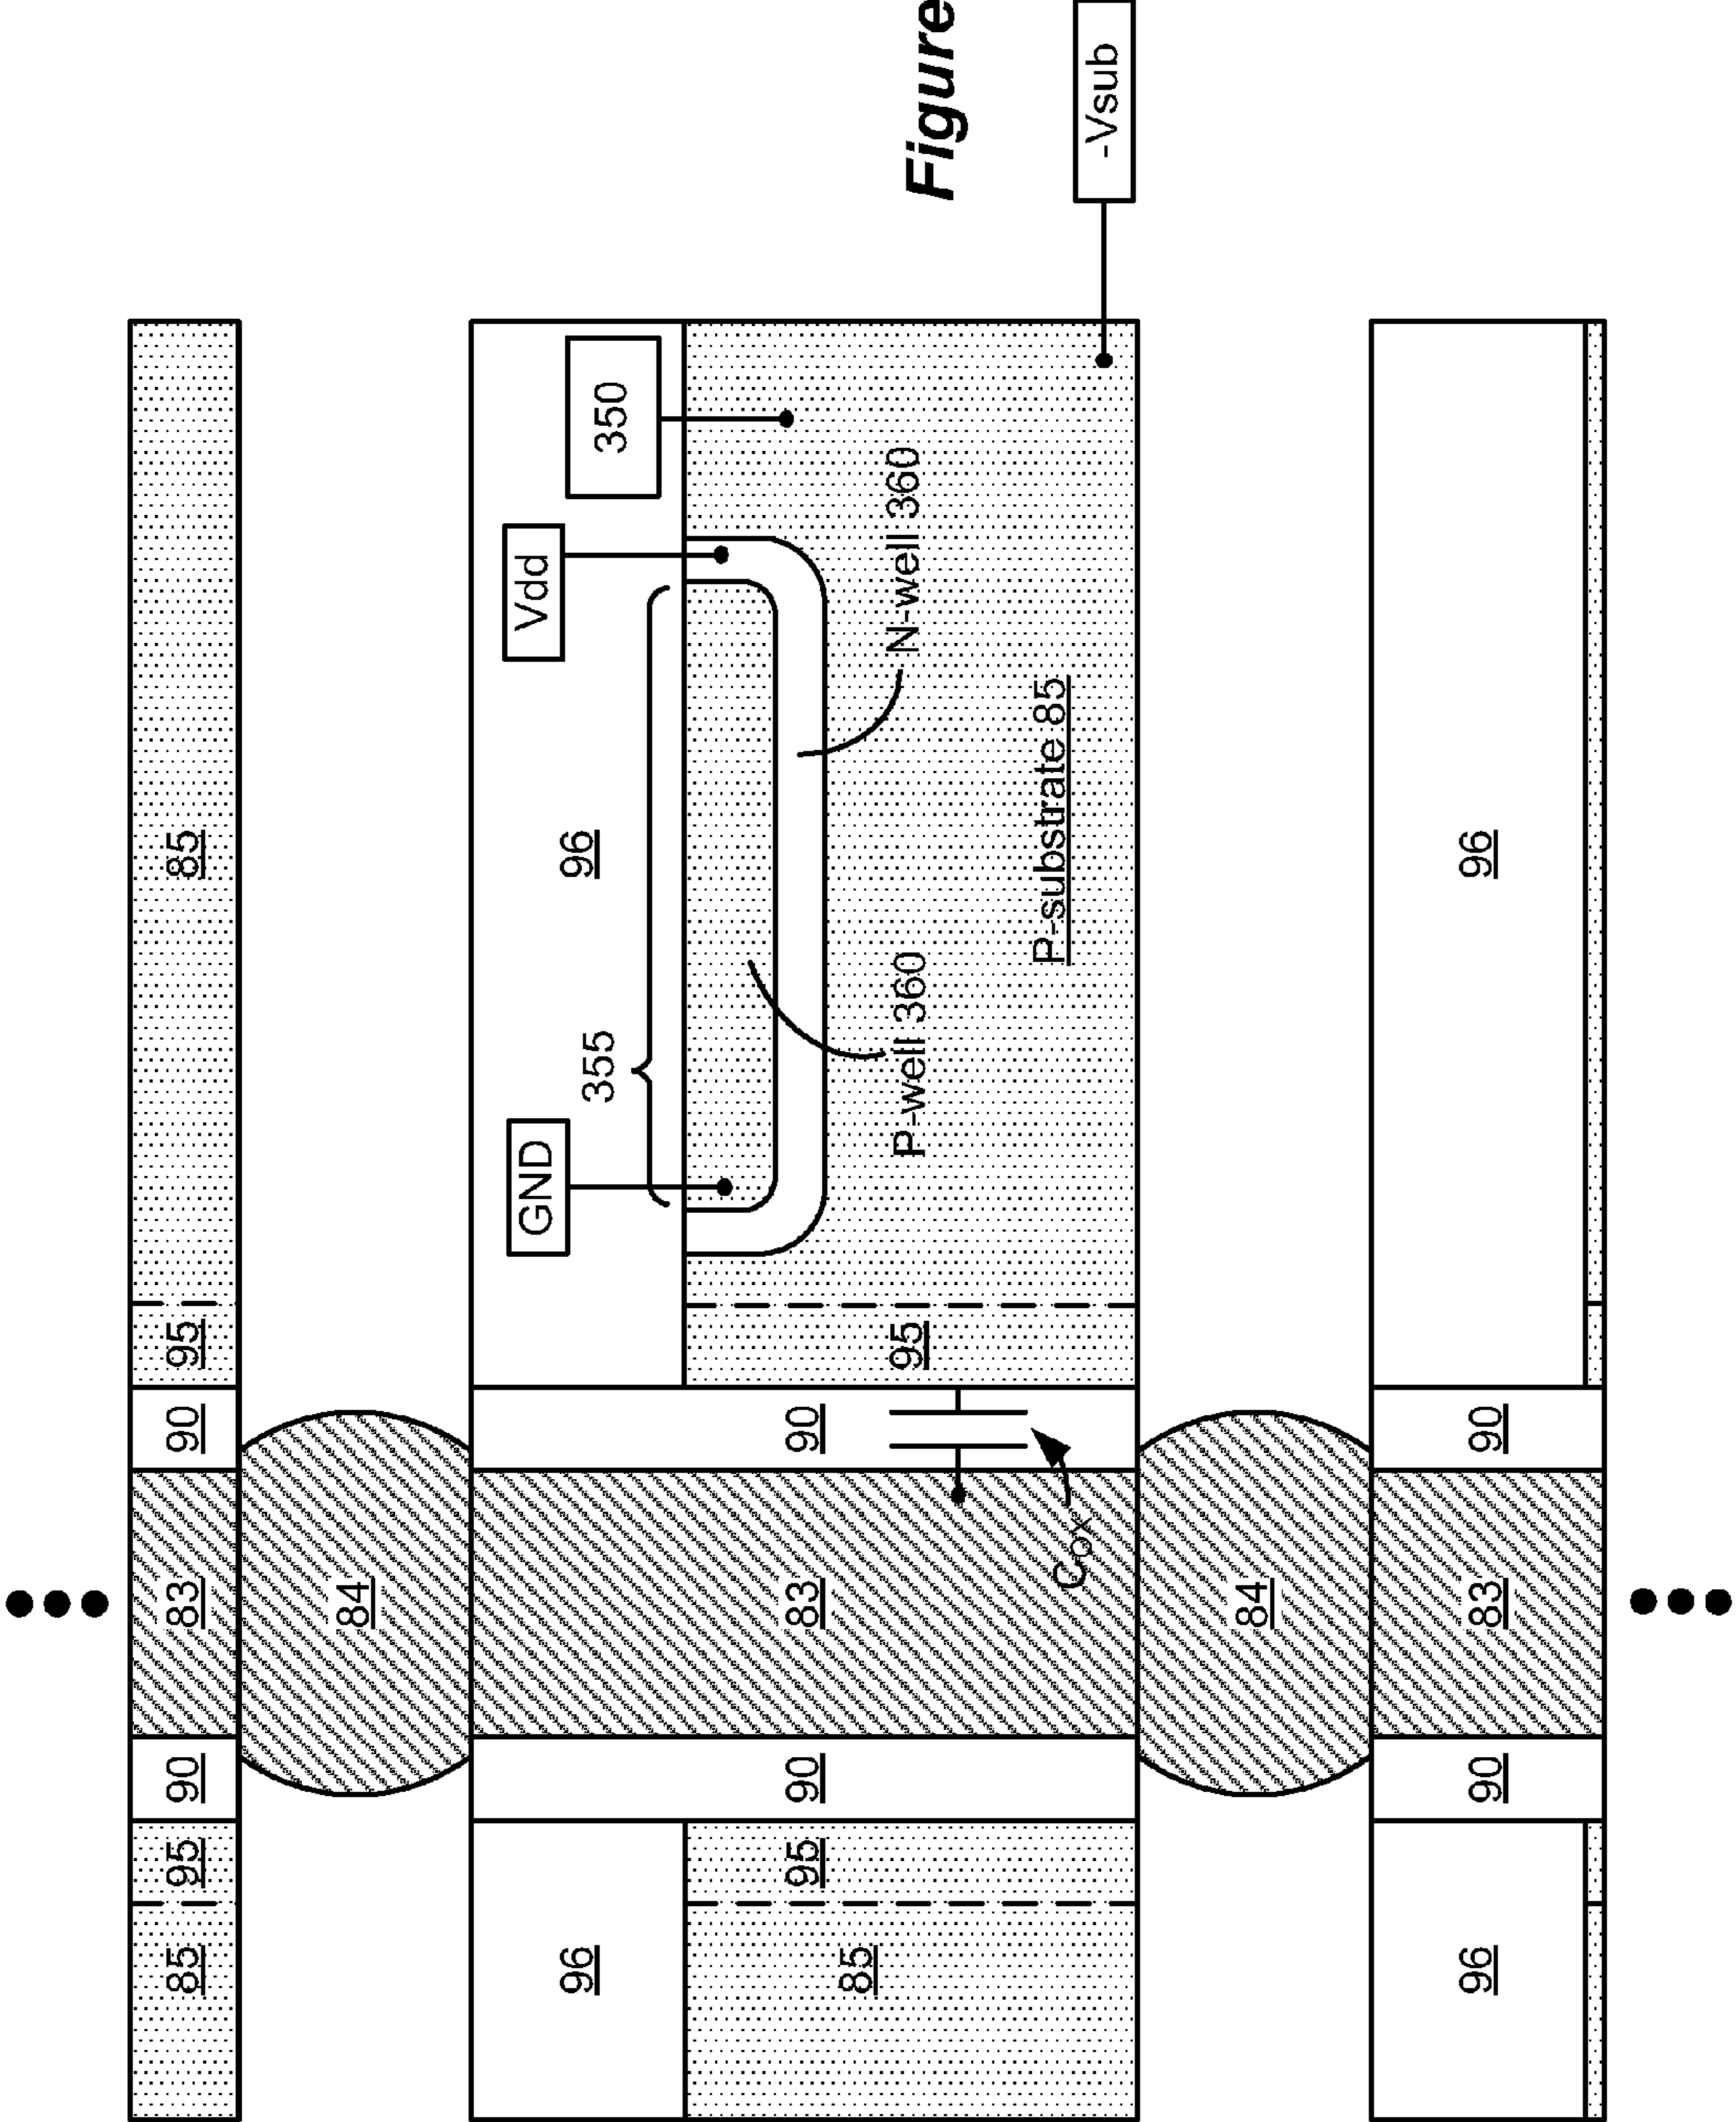 85 95 90 83 90 95 85
84
GND Vdd
96 355 96 350
95 90 83 90
85
95 P-well 360 N-well 360
Figure
P-substrate 85
Cox
-Vsub
84
96 90 83 90 96